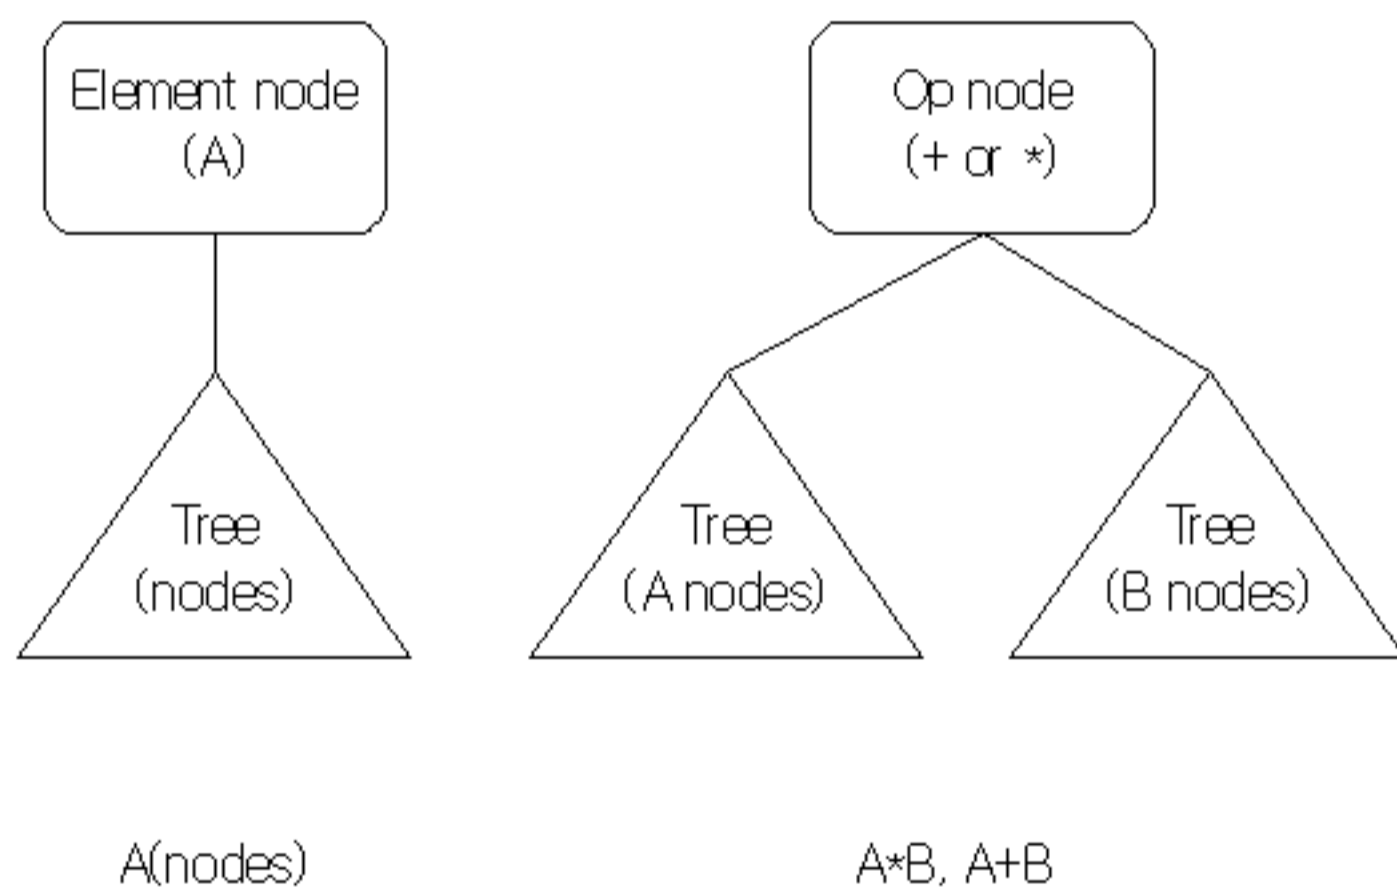 Element node
(A)
Op node
(+ or *)
Tree
(nodes)
Tree
(A nodes)
Tree
(B nodes)
A(nodes)
A*B, A+B